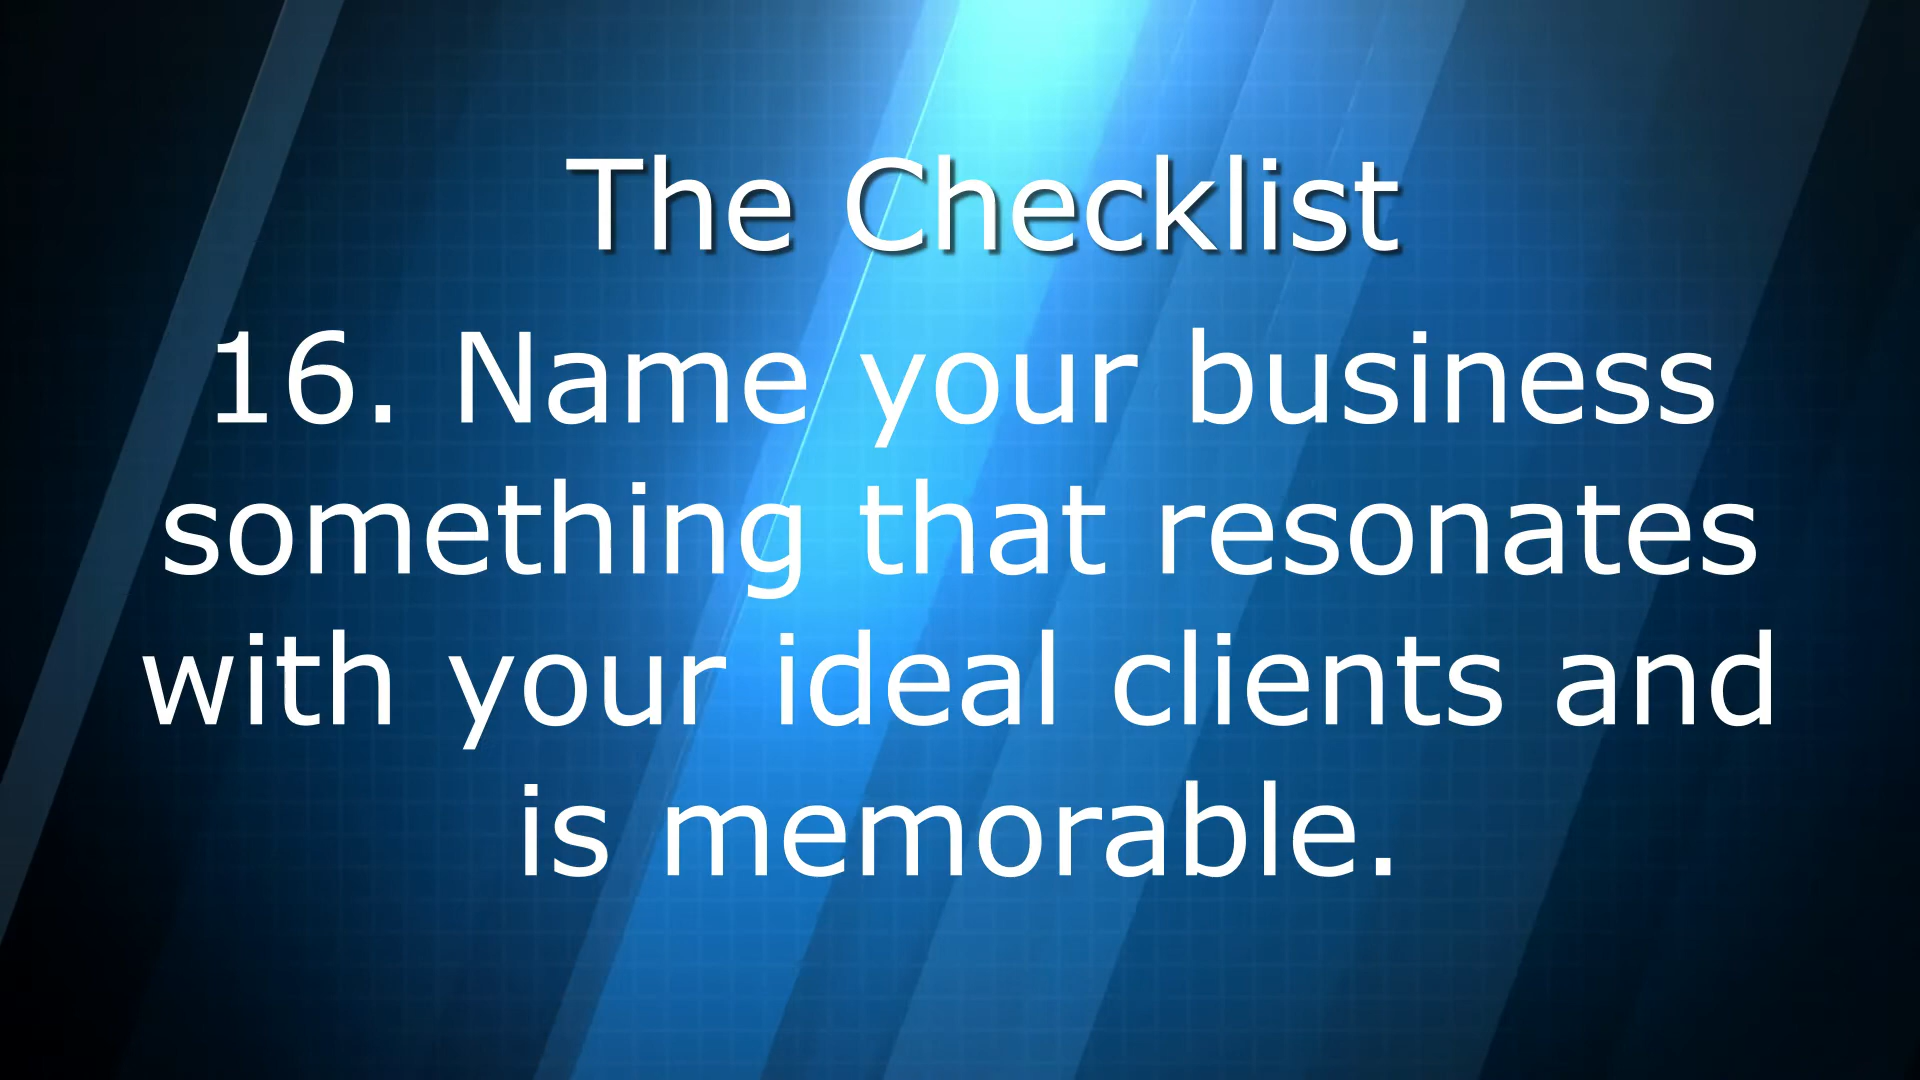 The Checklist
16. Name your business
something that resonates
with your ideal clients and
is memorable.